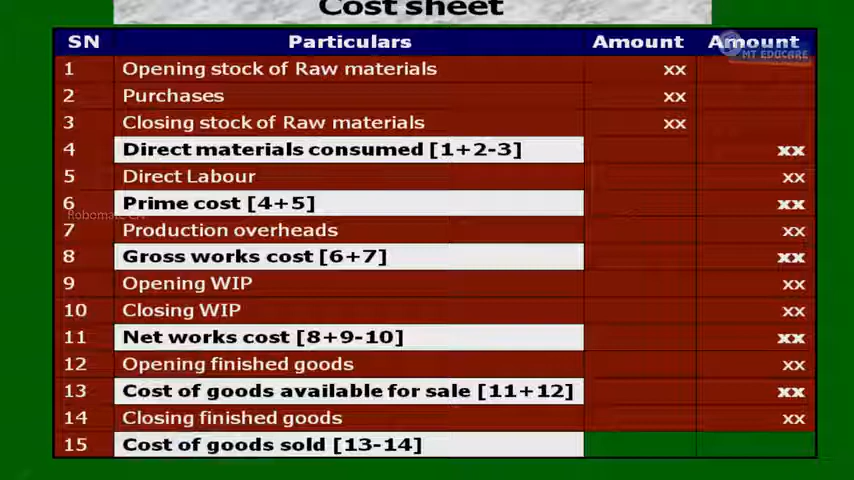 Cost sheet
SN Particulars Amount Amount
MT EDUCARE
1 Opening stock of Raw materials xx
2 Purchases xx
3 Closing stock of Raw materials xx
4 Direct materials consumed [1+2-3] xx
5 Direct Labour xx
6 Prime cost [4+5] xx
7 Production overheads xx
8 Gross works cost [6+7] xx
9 Opening WIP xx
10 Closing WIP xx
11 Net works cost [8+9-10] xx
12 Opening finished goods xx
13 Cost of goods available for sale [11+12] xx
14 Closing finished goods xx
15 Cost of goods sold [13-14]